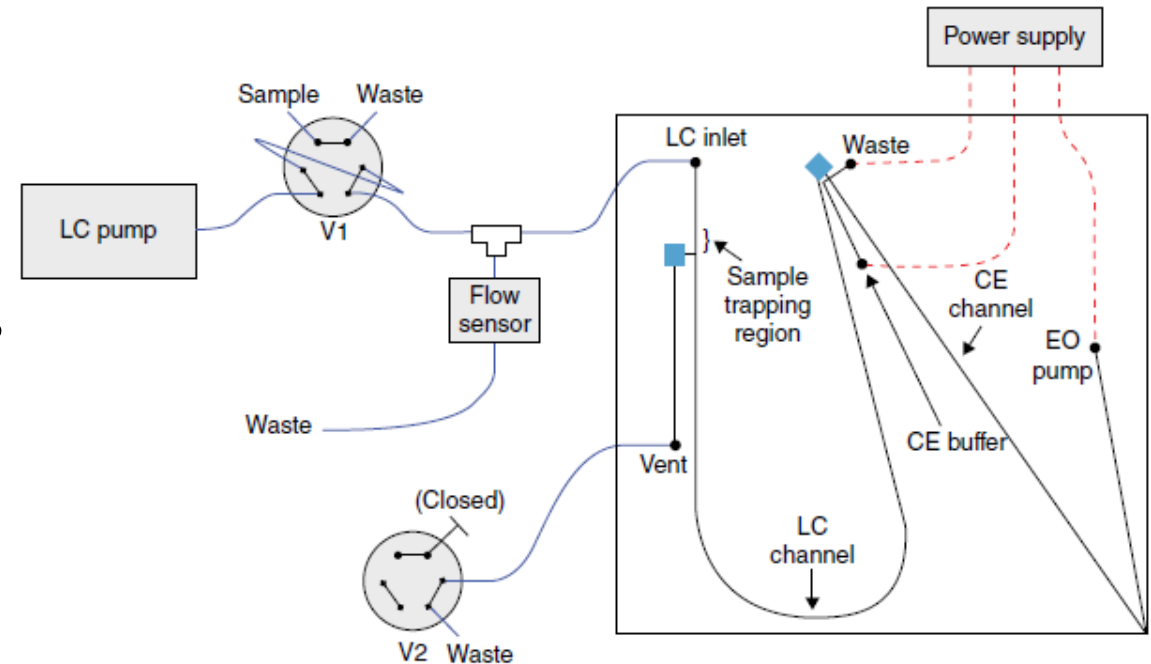 Power supply
Sample
Waste
LC inlet
Waste
LC pump
V1
Flow
sensor
Sample
trapping
region
CE
channel
EO
pump
Waste
Vent
CE buffer
(Closed)
LC
channel
V2
Waste